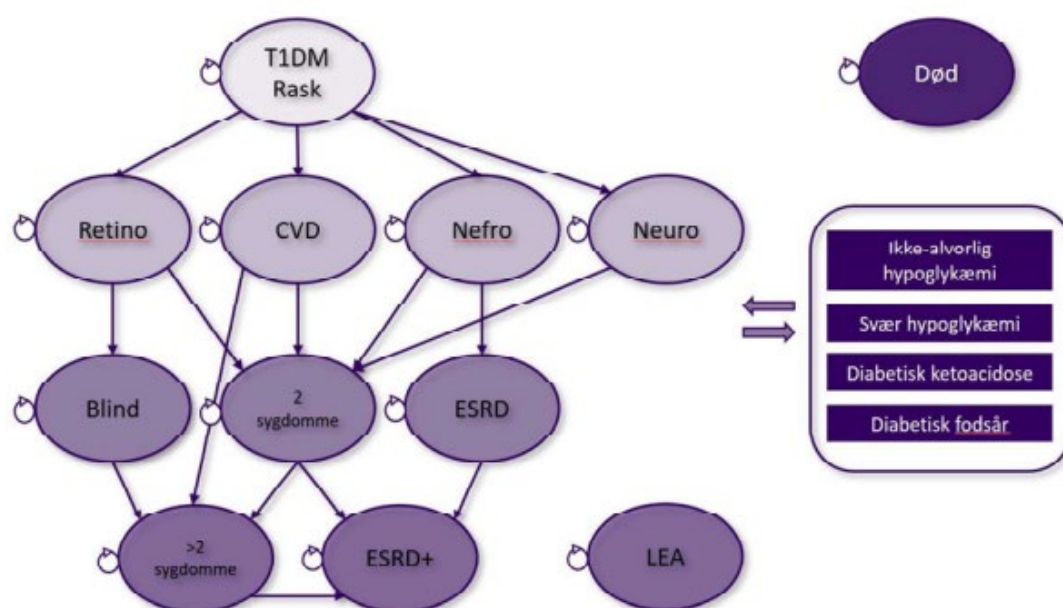 T1DM
Rask
Død
Retino
CVD
Nefro
Neuro
Ikke-alvorlig
hypoglykæmi
Svær hypoglykæmi
Diabetisk ketoacidose
Diabetisk fodsår
Blind
2
sygdomme
ESRD
>2
sygdomme
ESRD+
LEA